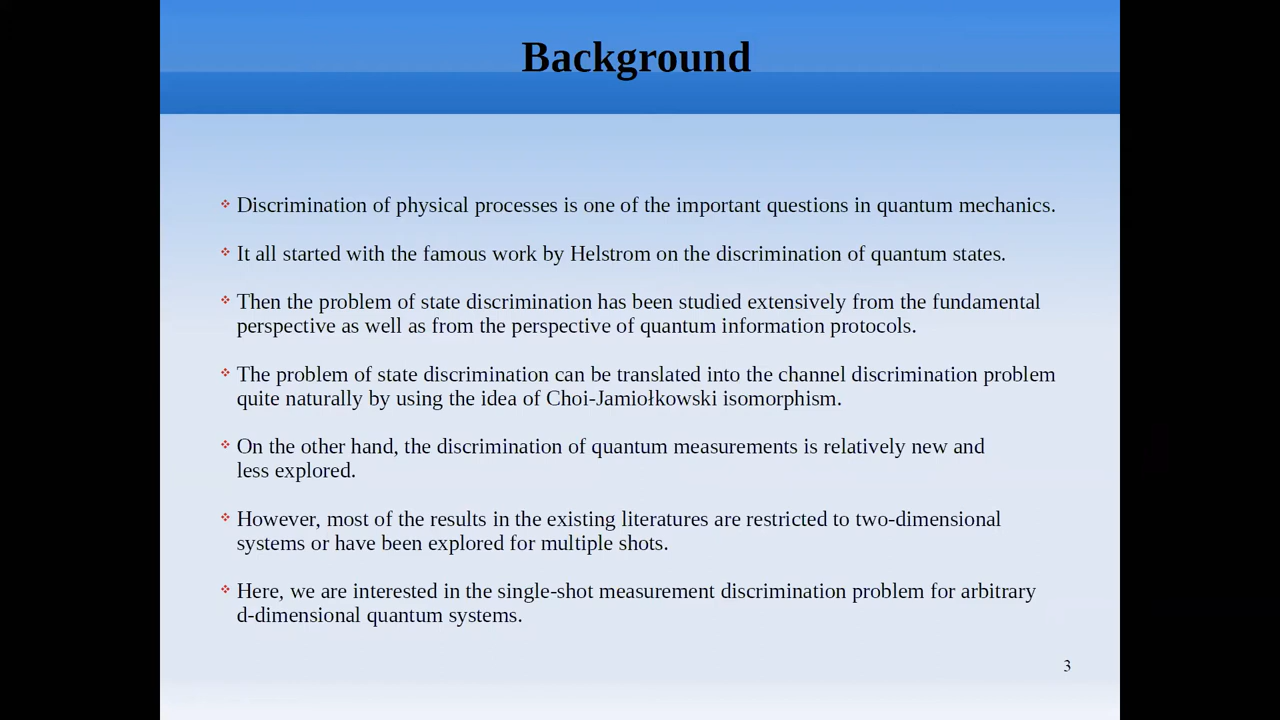 Background
Discrimination of physical processes is one of the important questions in quantum mechanics.
It all started with the famous work by Helstrom on the discrimination of quantum states.
Then the problem of state discrimination has been studied extensively from the fundamental
perspective as well as from the perspective of quantum information protocols.
The problem of state discrimination can be translated into the channel discrimination problem
quite naturally by using the idea of Choi-Jamiołkowski isomorphism.
On the other hand, the discrimination of quantum measurements is relatively new and
less explored.
However, most of the results in the existing literatures are restricted to two-dimensional
systems or have been explored for multiple shots.
Here, we are interested in the single-shot measurement discrimination problem for arbitrary
d-dimensional quantum systems.
3